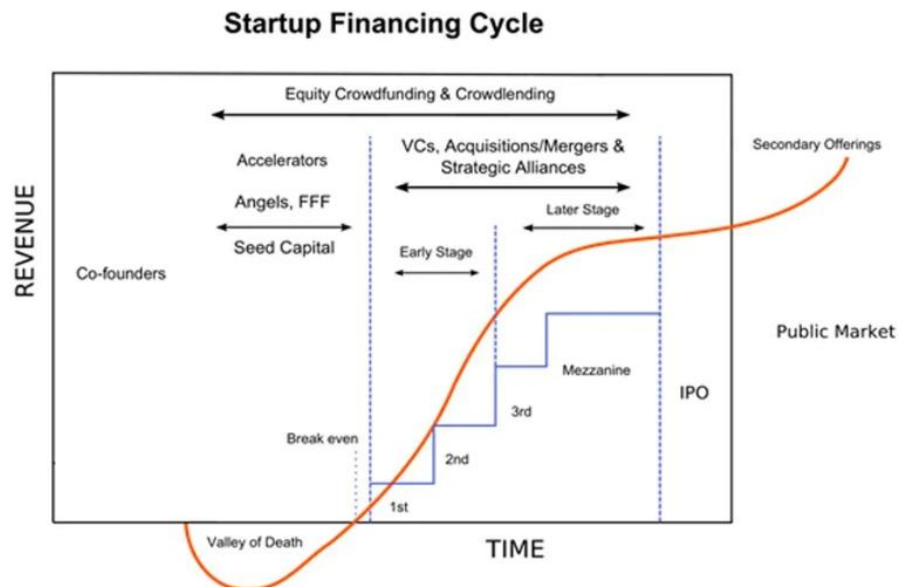 Startup Financing Cycle
Equity Crowdfunding & Crowdlending
Accelerators
VCs, Acquisitions/Mergers &
Strategic Alliances
Secondary Offerings
Angels, FFF
Later Stage
Seed Capital
Early Stage
REVENUE
Co-founders
Public Market
Mezzanine
IPO
3rd
Break even
2nd
1st
Valley of Death
TIME